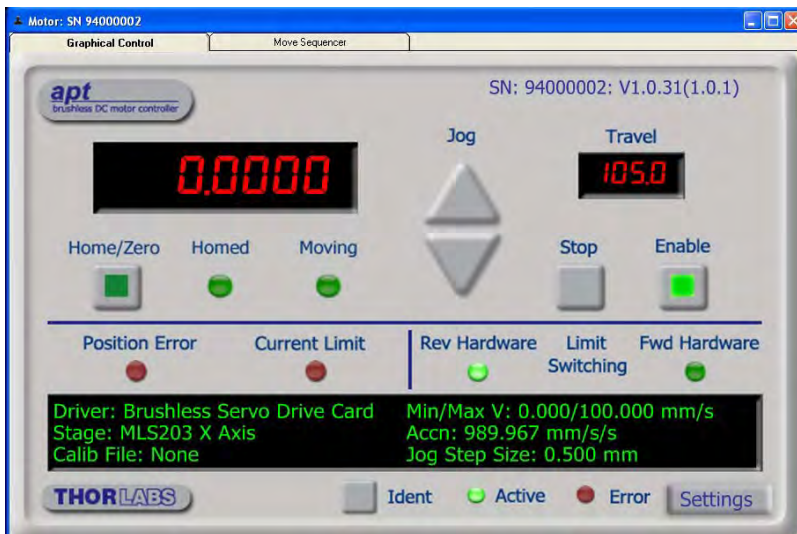 Motor: SN 94000002
Graphical Control Move Sequencer
apt
brushless DC motor controller
SN: 94000002: V1.0.31(1.0.1)
Jog Travel
0.0000 105.0
Home/Zero Homed Moving Stop Enable
Position Error Current Limit Rev Hardware Limit Switching Fwd Hardware
Driver: Brushless Servo Drive Card Min/Max V: 0.000/100.000 mm/s
Stage: MLS203 X Axis Accn: 989.967 mm/s/s
Calib File: None Jog Step Size: 0.500 mm
THORLABS Ident Active Error Settings